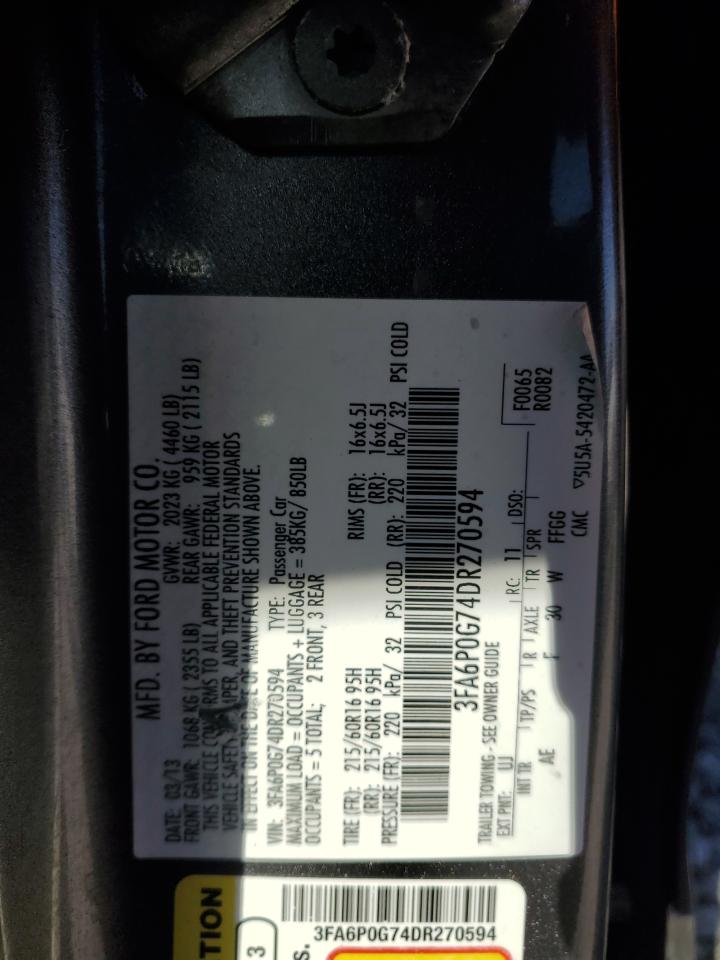 MFD. BY FORD MOTOR CO.
DATE: 03/13 GVWR: 2023 KG ( 4460 LB)
FRONT GAWR: 1068 KG ( 2355 LB) REAR GAWR: 959 KG ( 2115 LB)
THIS VEHICLE CONFORMS TO ALL APPLICABLE FEDERAL MOTOR
VEHICLE SAFETY, BUMPER, AND THEFT PREVENTION STANDARDS
IN EFFECT ON THE DATE OF MANUFACTURE SHOWN ABOVE.
VIN: 3FA6P0G74DR270594 TYPE: Passenger Car
MAXIMUM LOAD = OCCUPANTS + LUGGAGE = 385KG/ 850LB
OCCUPANTS = 5 TOTAL; 2 FRONT, 3 REAR
TIRE (FR): 215/60R16 95H RIMS (FR): 16x6.5J
(RR): 215/60R16 95H (RR): 16x6.5J
PRESSURE (FR): 220 kPa/ 32 PSI COLD (RR): 220 kPa/ 32 PSI COLD
3FA6P0G74DR270594
TRAILER TOWING - SEE OWNER GUIDE
EXT PNT: UJ RC: 11 DSO: F0065
R0082
INT TR TP/PS R AXLE TR SPR
AE F 30 W FFGG
CMC ▽5U5A-5420472-AA
TION
3
s.
3FA6P0G74DR270594